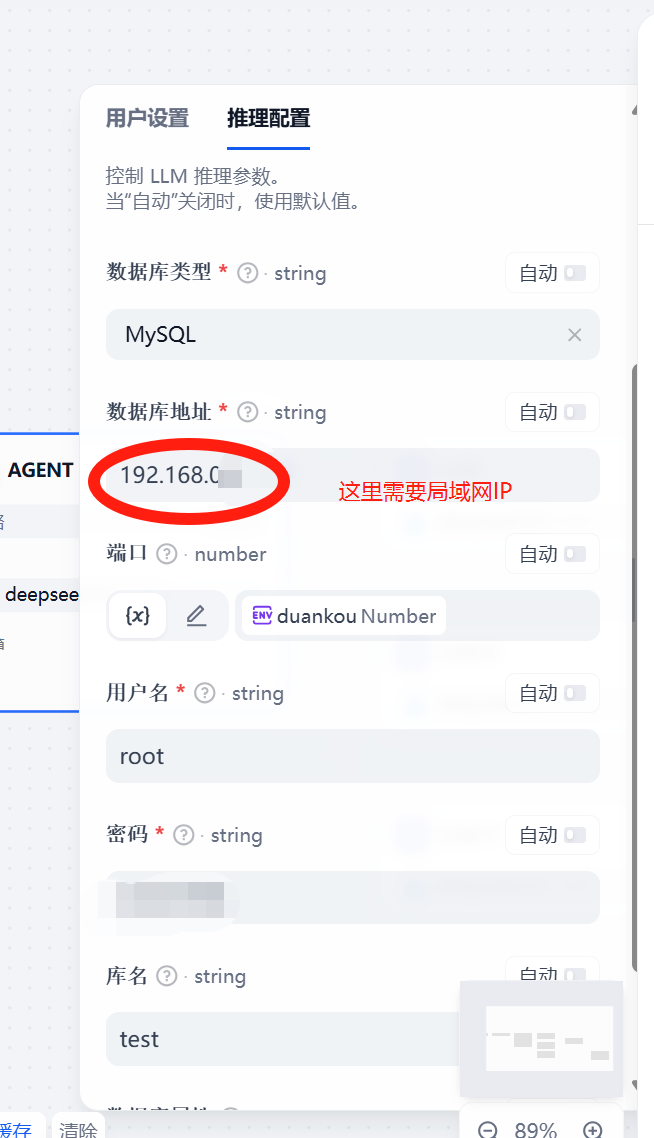 用户设置 推理配置
控制 LLM 推理参数。
当“自动”关闭时，使用默认值。
数据库类型 * ? · string 自动
MySQL ×
数据库地址 * ? · string 自动
AGENT
192.168.0
这里需要局域网IP
端口 ? · number 自动
deepsee
{x} ENV duankou Number
用户名 * ? · string 自动
root
密码 * ? · string 自动
库名 ? · string 自动
test
缓存 清除
89%